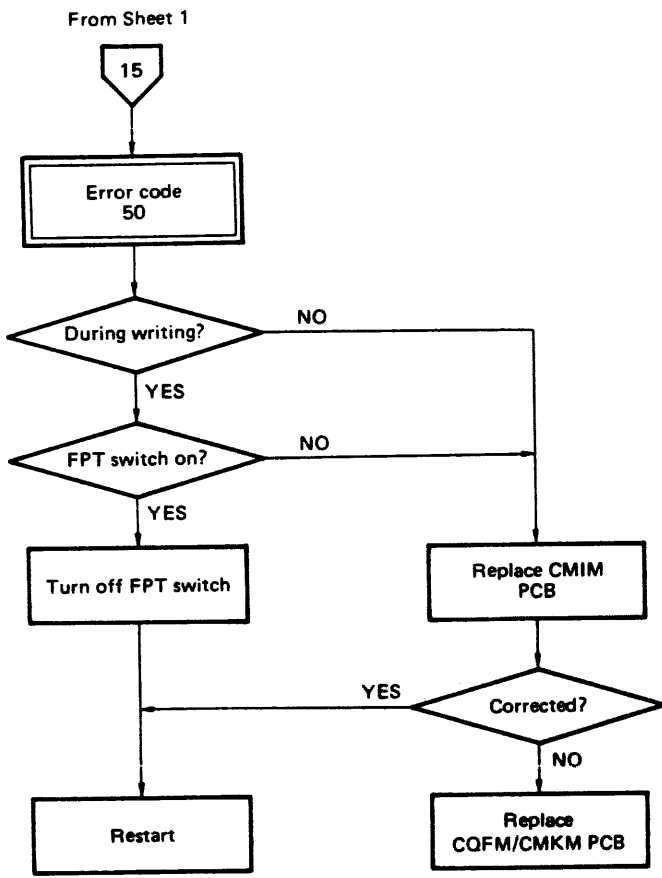 From Sheet 1
15
Error code
50
During writing?
NO
YES
FPT switch on?
NO
YES
Turn off FPT switch
Replace CMIM
PCB
YES
Corrected?
NO
Restart
Replace
CQFM/CMKM PCB